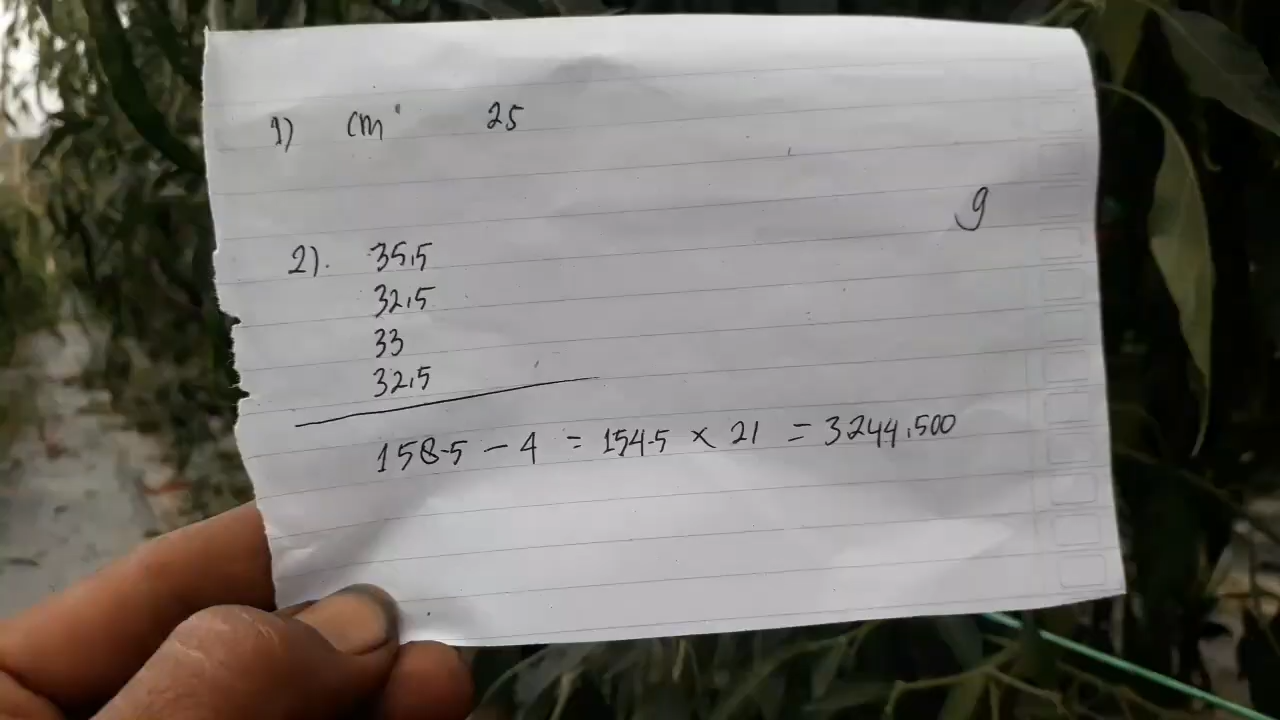 1) cm 25
9
2). 35,5
32,5
33
32,5
158.5 - 4 = 154.5 x 21 = 3244,500